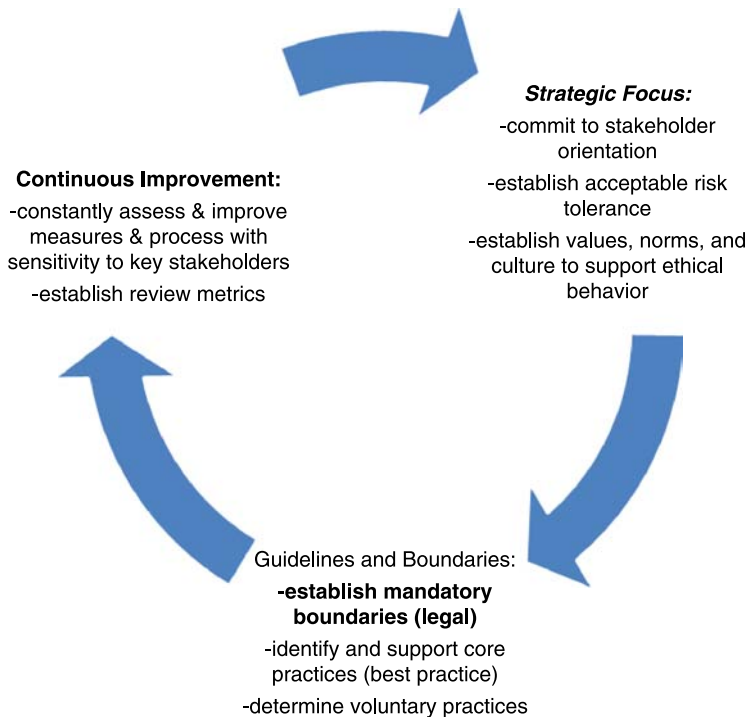 Strategic Focus:
-commit to stakeholder
orientation
-establish acceptable risk
tolerance
-establish values, norms, and
culture to support ethical
behavior
Guidelines and Boundaries:
-establish mandatory
boundaries (legal)
-identify and support core
practices (best practice)
-determine voluntary practices
Continuous Improvement:
-constantly assess & improve
measures & process with
sensitivity to key stakeholders
-establish review metrics